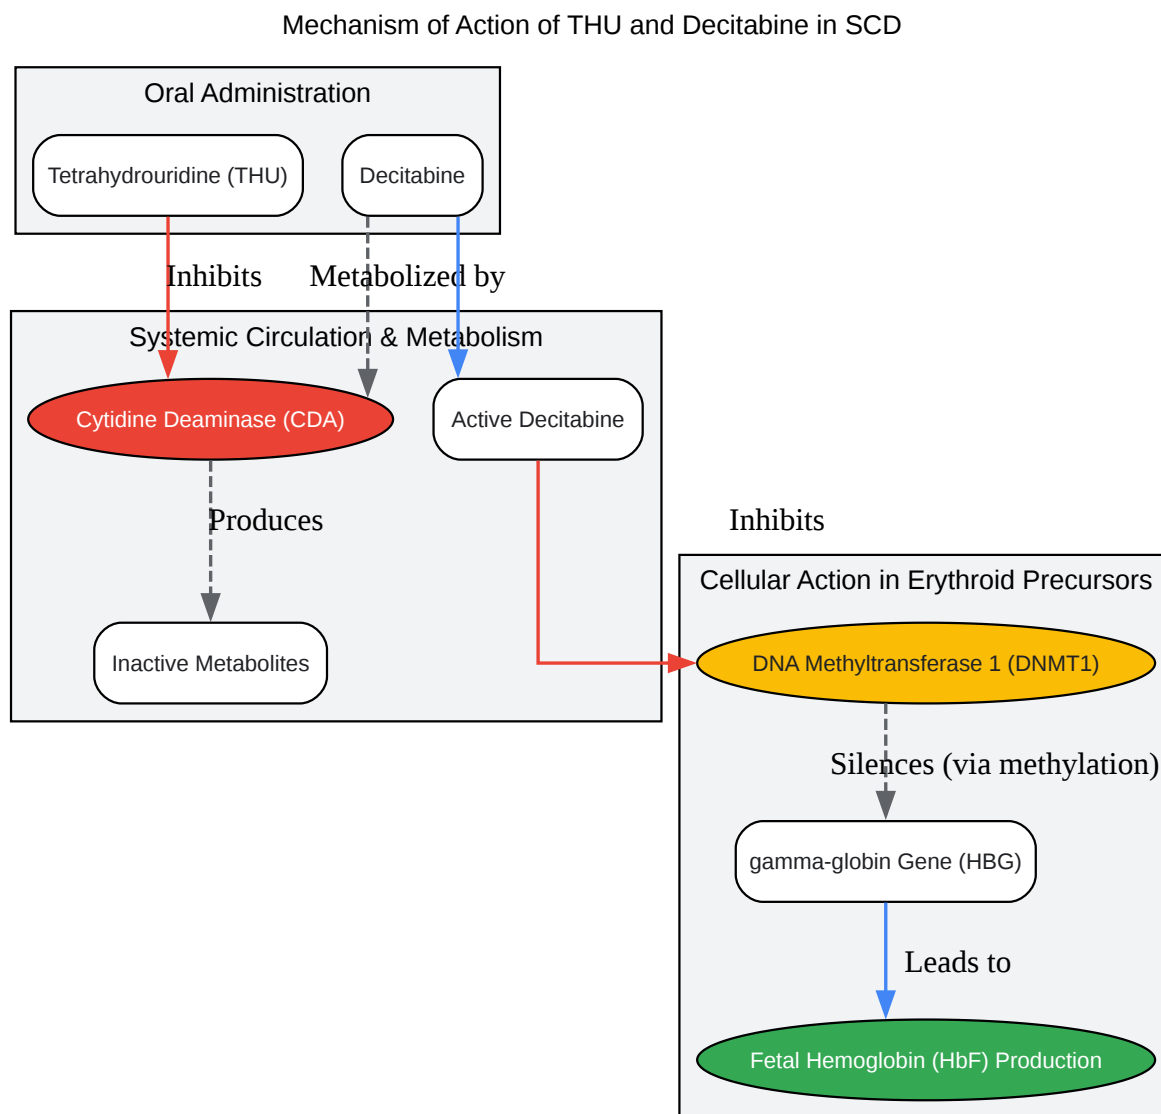 Mechanism of Action of THU and Decitabine in SCD
Oral Administration
Tetrahydrouridine (THU)
Decitabine
Inhibits
Metabolized by
Systemic Circulation & Metabolism
Cytidine Deaminase (CDA)
Active Decitabine
Produces
Inhibits
Cellular Action in Erythroid Precursors
Inactive Metabolites
DNA Methyltransferase 1 (DNMT1)
Silences (via methylation)
gamma-globin Gene (HBG)
Leads to
Fetal Hemoglobin (HbF) Production